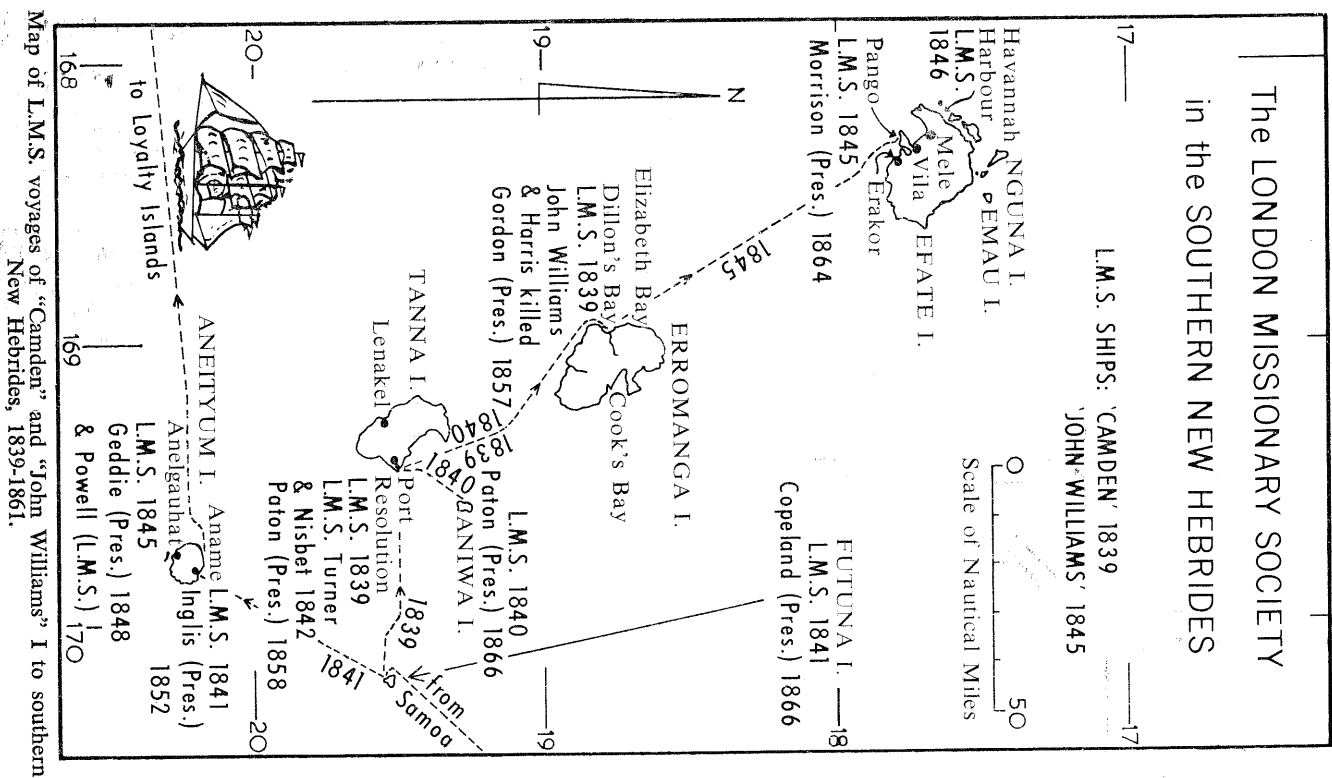 The LONDON MISSIONARY SOCIETY
in the SOUTHERN NEW HEBRIDES
L.M.S. SHIPS: 'CAMDEN' 1839
'JOHN WILLIAMS' 1845
0 50
Scale of Nautical Miles
17
17
Havannah
Harbour
L.M.S.
1846
NGUNA I.
EMAU I.
Mele
Vila
EFATE I.
Erakor
Pango
L.M.S. 1845
Morrison (Pres.) 1864
18
FUTUNA I.
L.M.S. 1841
Copeland (Pres.) 1866
N
1845
ERROMANGA I.
Elizabeth Bay
Dillon's Bay
L.M.S. 1839
John Williams
& Harris killed
Gordon (Pres.) 1857
Cook's Bay
19
19
L.M.S. 1840
Paton (Pres.) 1866
ANIWA I.
1839
1840
1840
TANNA I.
Lenakel
Port
Resolution
L.M.S. 1839
L.M.S. Turner
& Nisbet 1842
Paton (Pres.) 1858
1839
from
Samoa
1841
20
20
ANEITYUM I.
Aname
L.M.S. 1841
Inglis (Pres.)
1852
Anelgauhat
L.M.S. 1845
Geddie (Pres.) 1848
& Powell (L.M.S.)
to Loyalty Islands
168
169
170
Map of L.M.S. voyages of "Camden" and "John Williams" I to southern
New Hebrides, 1839-1861.